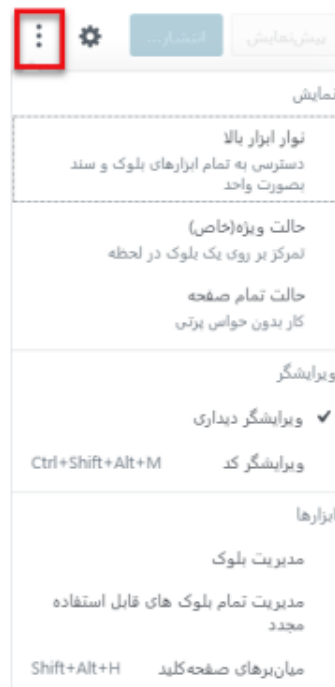 پیش‌نمایش
انتشار...
نمایش
نوار ابزار بالا
دسترسی به تمام ابزارهای بلوک و سند
بصورت واحد
حالت ویژه(خاص)
تمرکز بر روی یک بلوک در لحظه
حالت تمام صفحه
کار بدون حواس پرتی
ویرایشگر
ویرایشگر دیداری
ویرایشگر کد Ctrl+Shift+Alt+M
ابزارها
مدیریت بلوک
مدیریت تمام بلوک های قابل استفاده
مجدد
میان‌برهای صفحه‌کلید Shift+Alt+H